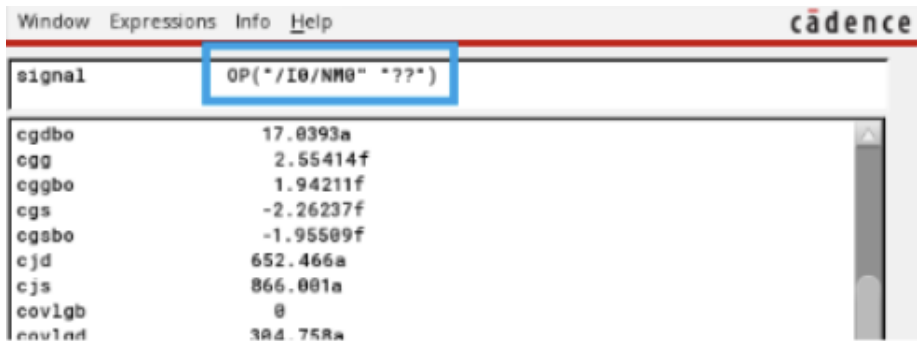 Window Expressions Info Help cādence
signal OP("/I0/NM0" "??")
cgdbo 17.0393a
cgg 2.55414f
cggbo 1.94211f
cgs -2.26237f
cgsbo -1.95509f
cjd 652.466a
cjs 866.001a
covlgb 0
covlgd 304.758a